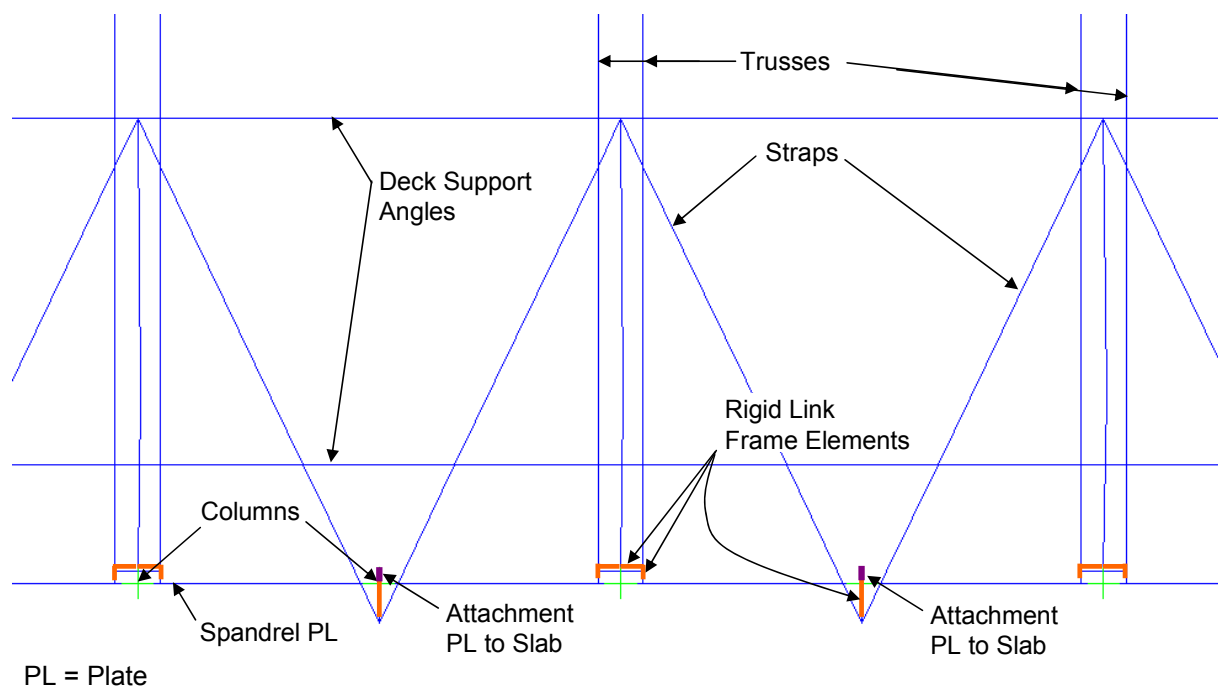 Trusses
Straps
Deck Support
Angles
Rigid Link
Frame Elements
Columns
Attachment
PL to Slab
Attachment
PL to Slab
Spandrel PL
PL = Plate